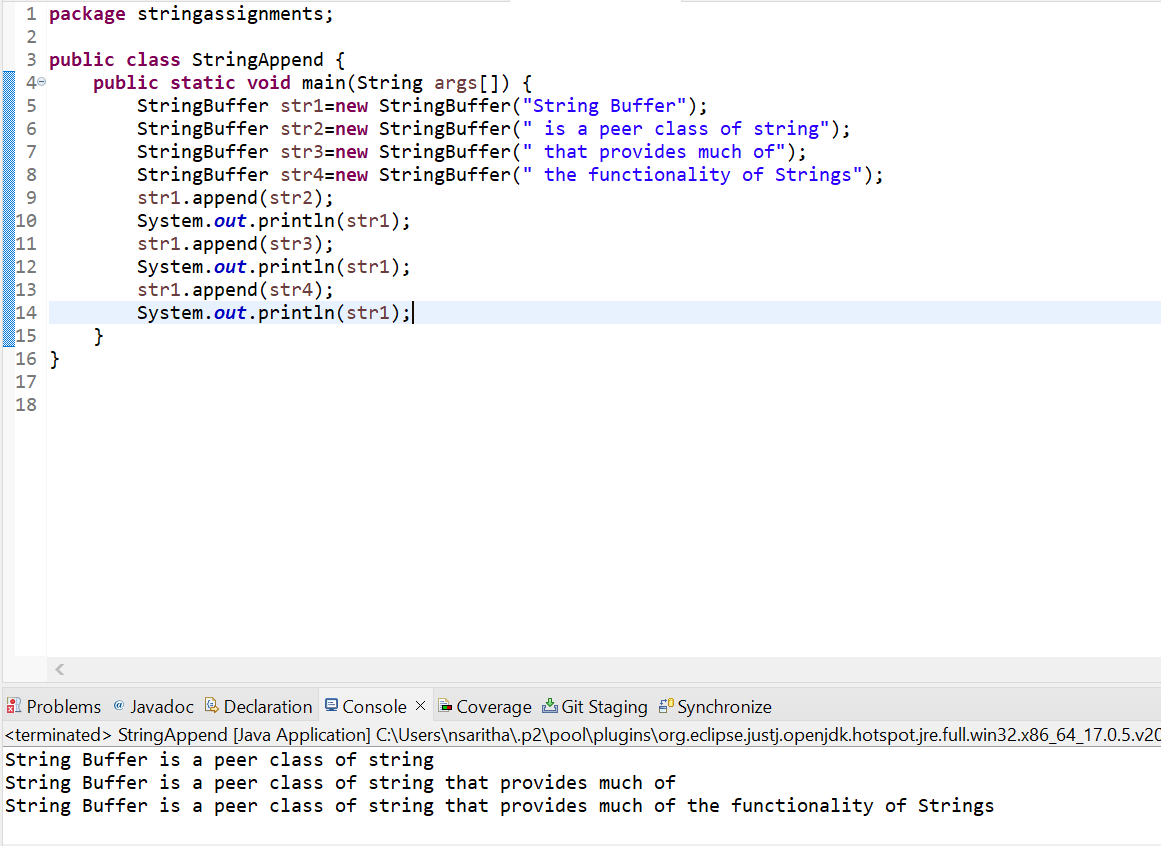 1 package stringassignments;
2
3 public class StringAppend {
4 public static void main(String args[]) {
5 StringBuffer str1=new StringBuffer("String Buffer");
6 StringBuffer str2=new StringBuffer(" is a peer class of string");
7 StringBuffer str3=new StringBuffer(" that provides much of");
8 StringBuffer str4=new StringBuffer(" the functionality of Strings");
9 str1.append(str2);
10 System.out.println(str1);
11 str1.append(str3);
12 System.out.println(str1);
13 str1.append(str4);
14 System.out.println(str1);
15 }
16 }
17
18
Problems @ Javadoc Declaration Console × Coverage Git Staging Synchronize
<terminated> StringAppend [Java Application] C:\Users\nsaritha\.p2\pool\plugins\org.eclipse.justj.openjdk.hotspot.jre.full.win32.x86_64_17.0.5.v20
String Buffer is a peer class of string
String Buffer is a peer class of string that provides much of
String Buffer is a peer class of string that provides much of the functionality of Strings